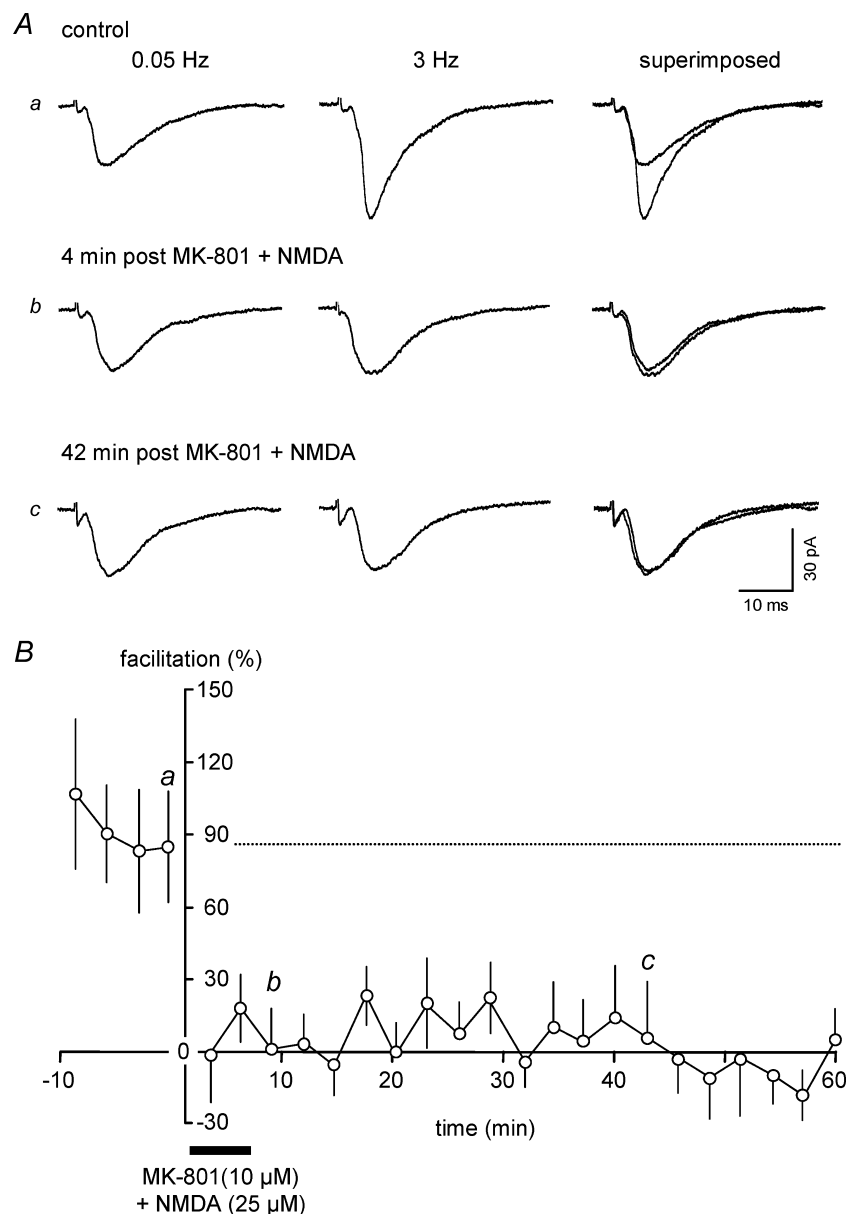 A
control
0.05 Hz 3 Hz superimposed
a
4 min post MK-801 + NMDA
b
42 min post MK-801 + NMDA
c
30 pA
10 ms
B
facilitation (%)
150
120
a
90
60
30
b
c
0
-10 10 20 30 40 60
-30
time (min)
MK-801(10 µM)
+ NMDA (25 µM)